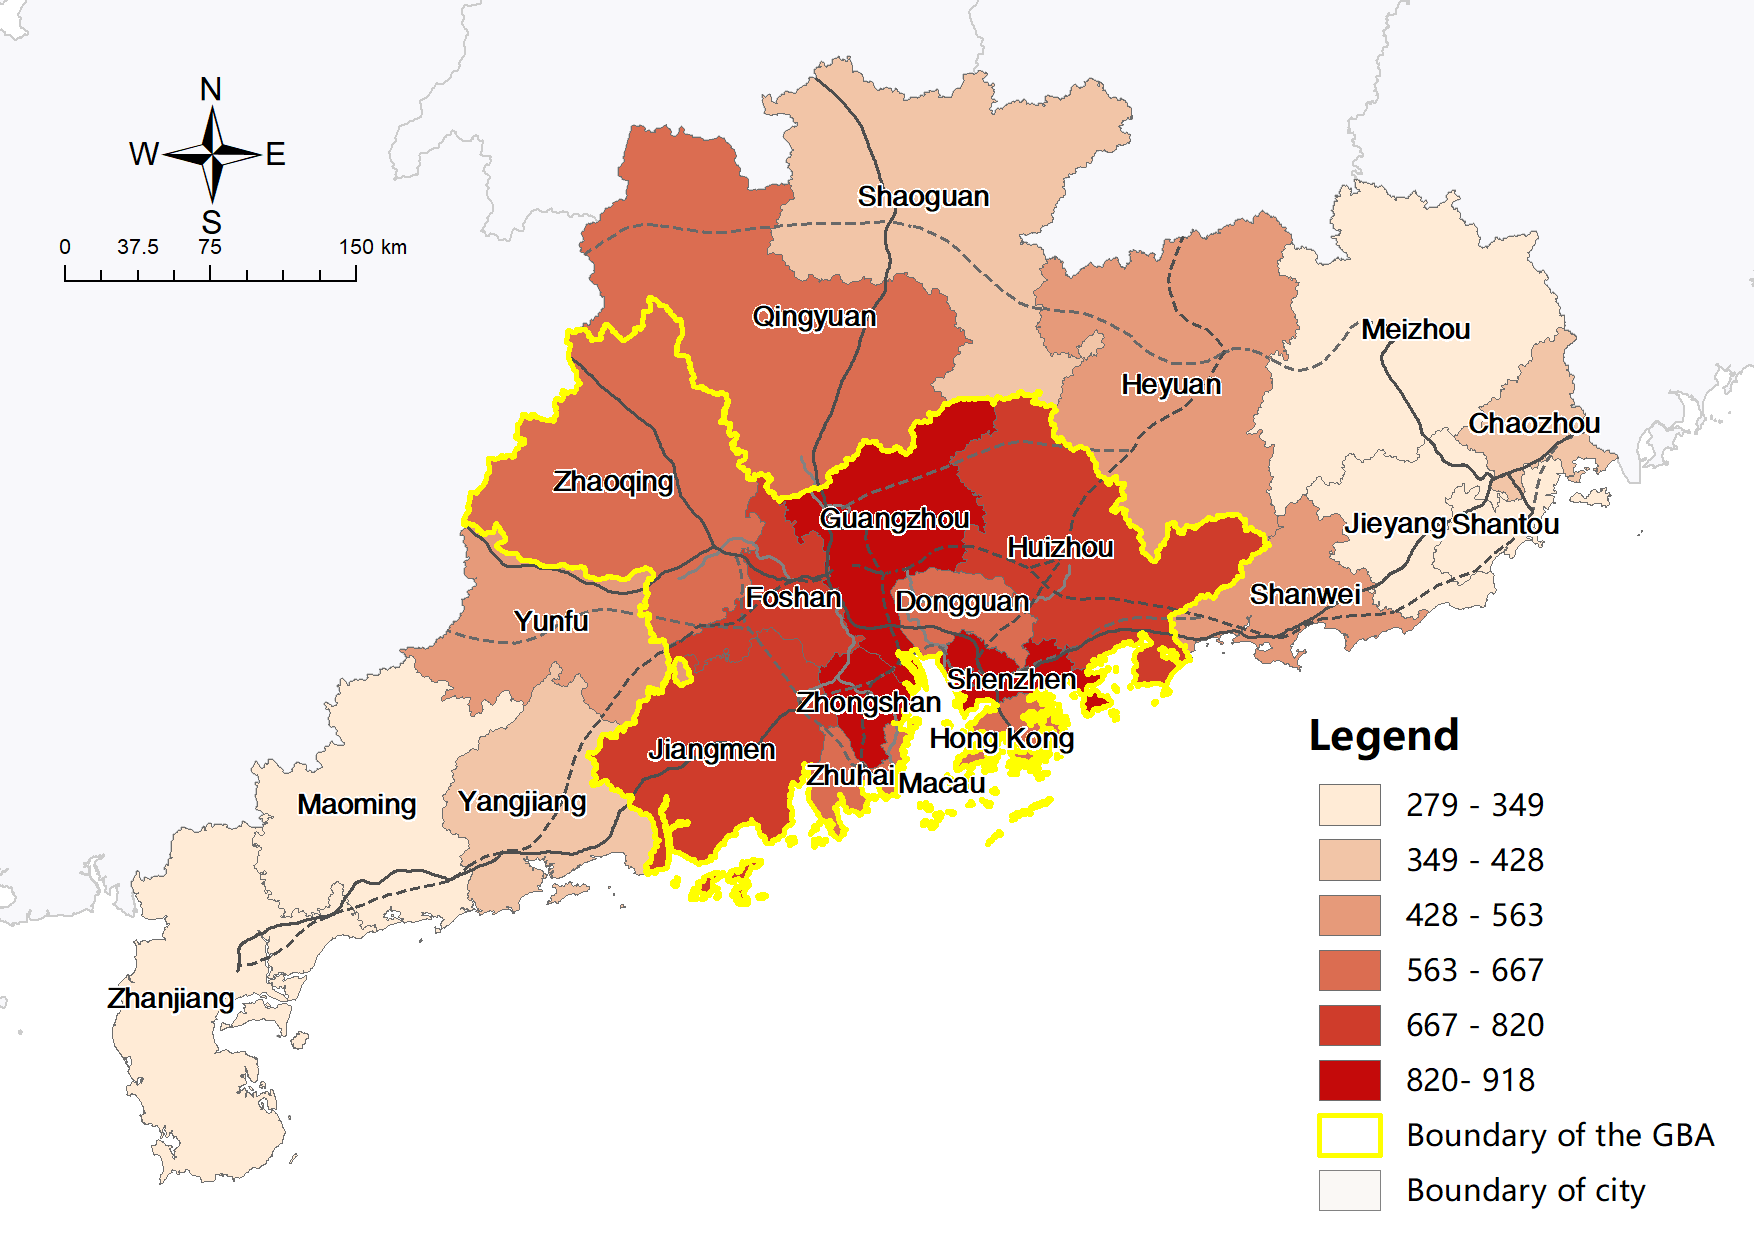 N
W E
S
0 37.5 75 150 km
Shaoguan
Qingyuan
Meizhou
Heyuan
Chaozhou
Zhaoqing
Guangzhou
Jieyang Shantou
Huizhou
Foshan
Dongguan
Shanwei
Yunfu
Shenzhen
Zhongshan
Hong Kong
Jiangmen
Zhuhai
Macau
Maoming
Yangjiang
Zhanjiang
Legend
279 - 349
349 - 428
428 - 563
563 - 667
667 - 820
820- 918
Boundary of the GBA
Boundary of city